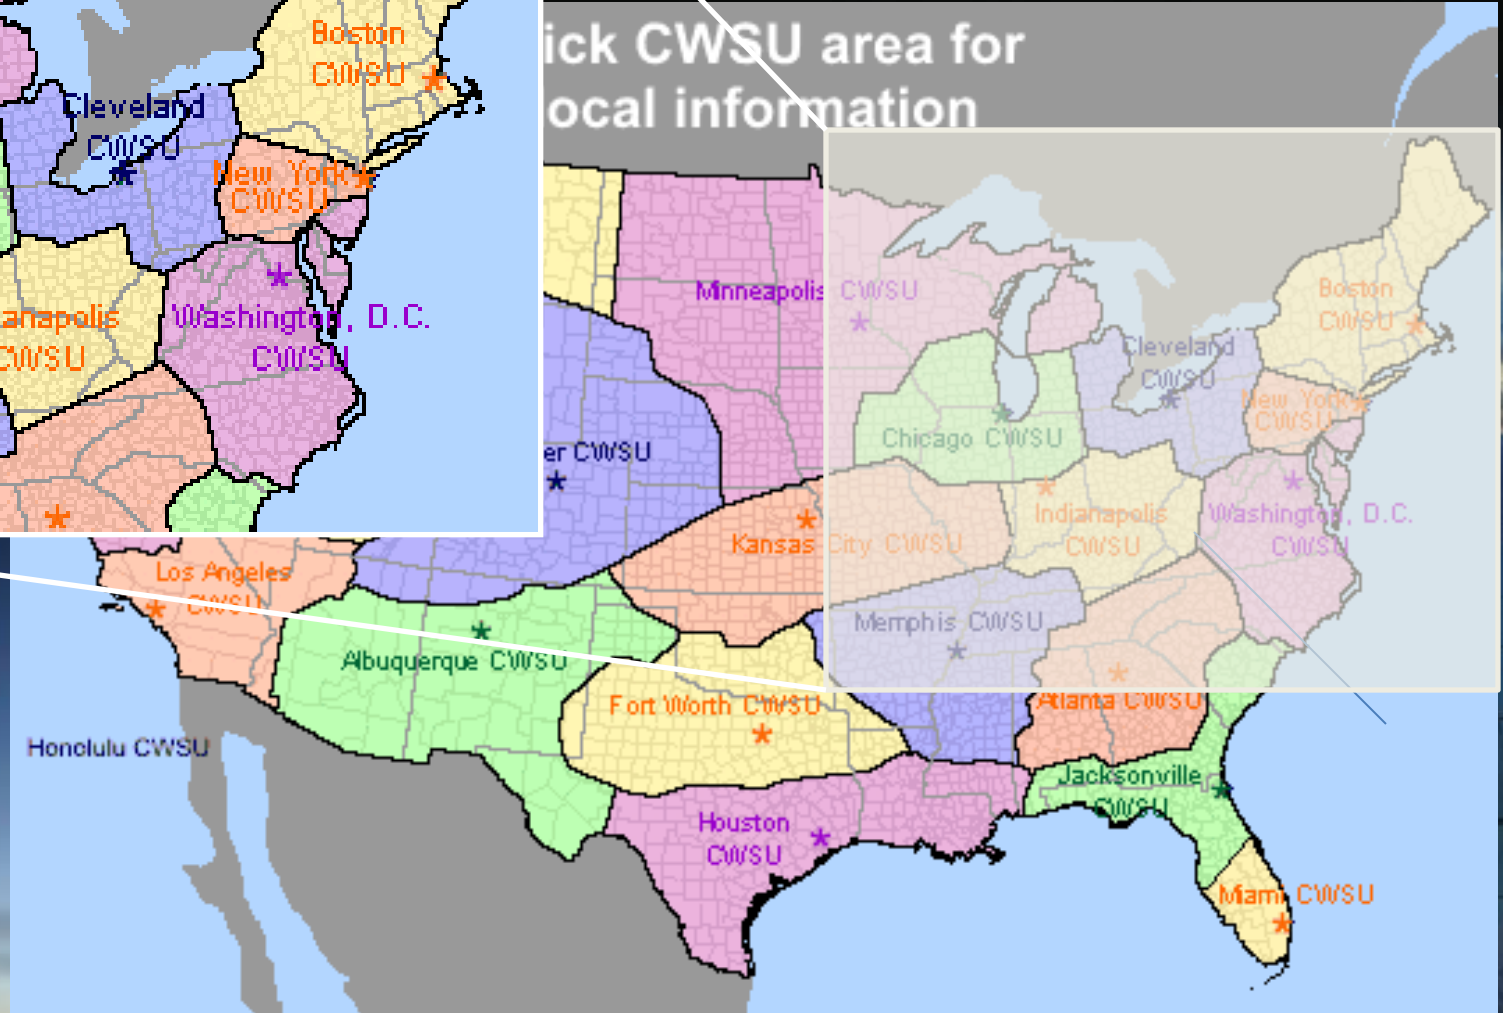 ick CWSU area for
local information
Boston
CWSU
Cleveland
CWSU
New York
CWSU
anapolis
CWSU
Washington, D.C.
CWSU
Minneapolis CWSU
Boston
CWSU
Cleveland
CWSU
New York
CWSU
Chicago CWSU
er CWSU
Indianapolis
CWSU
Washington, D.C.
CWSU
Kansas City CWSU
Los Angeles
CWSU
Memphis CWSU
Albuquerque CWSU
Fort Worth CWSU
Atlanta CWSU
Honolulu CWSU
Jacksonville
CWSU
Houston
CWSU
Miami CWSU